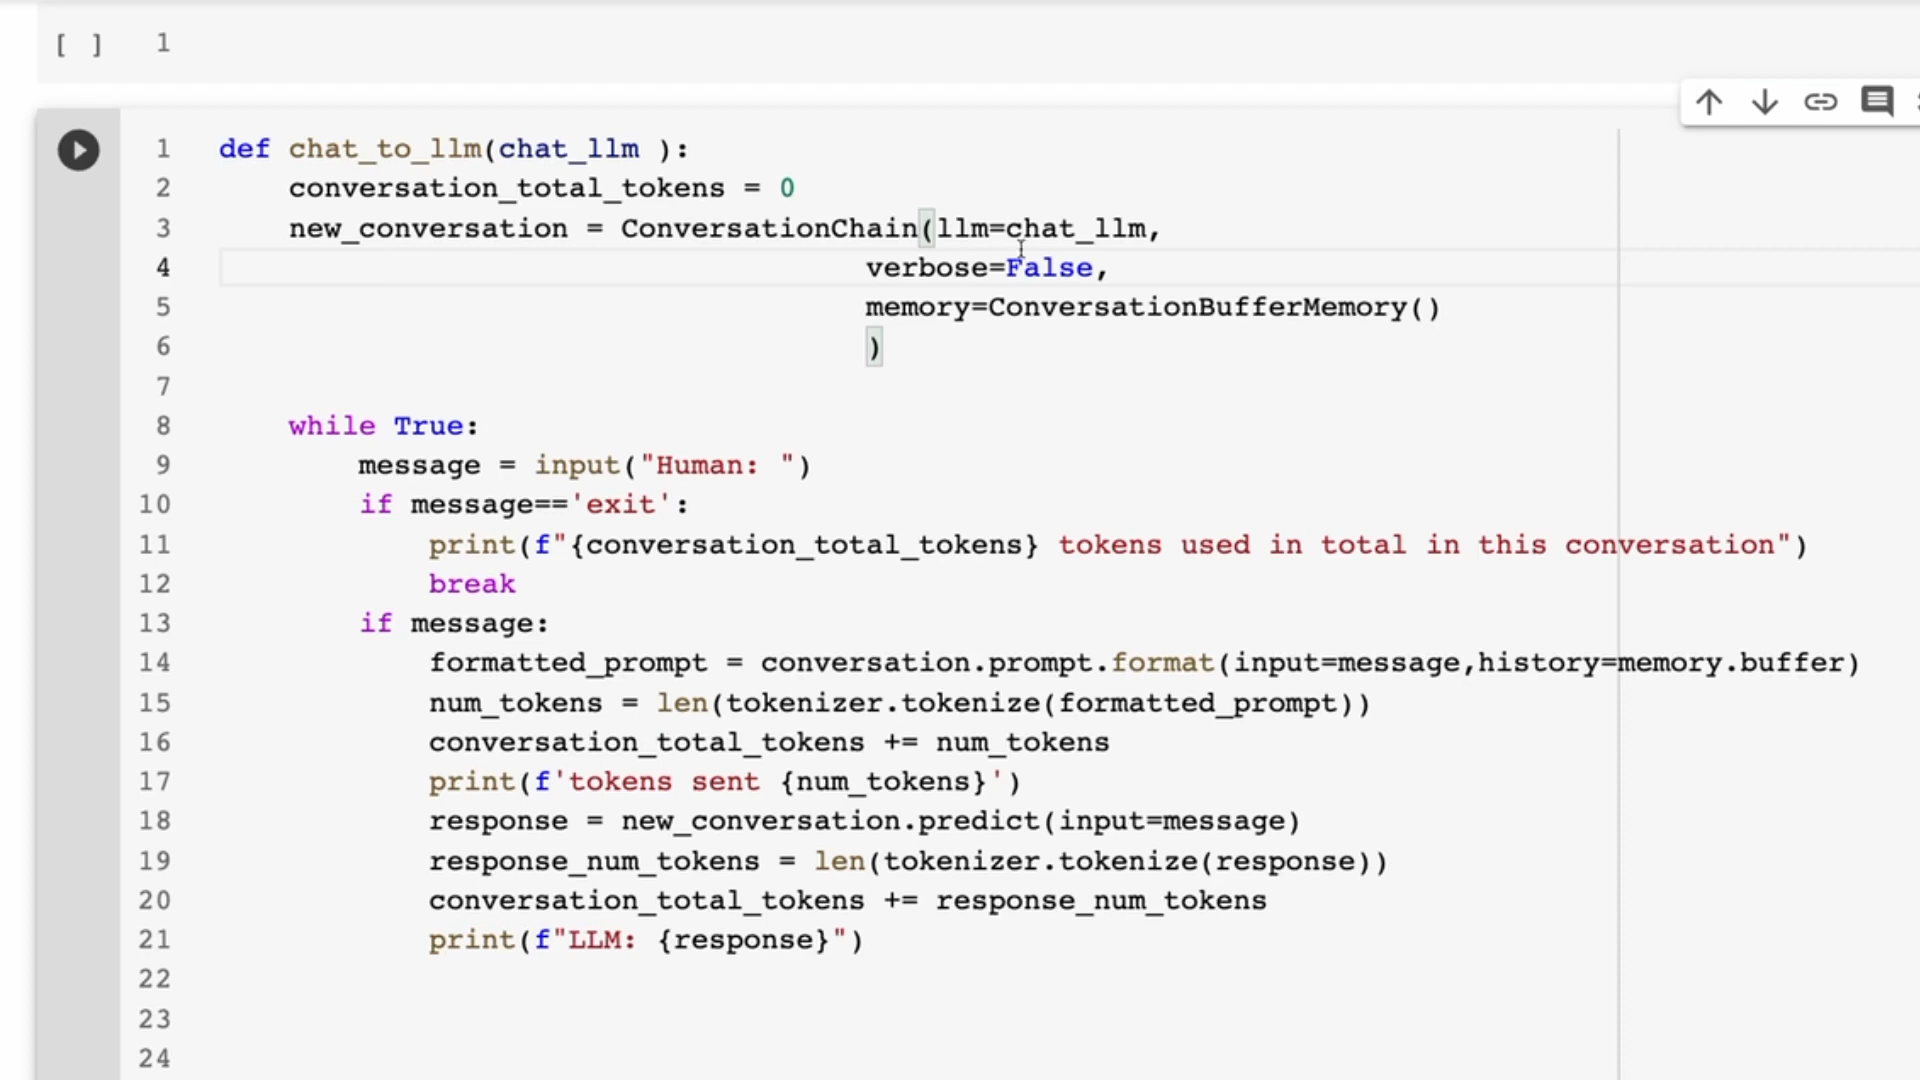 [ ] 1
1 def chat_to_llm(chat_llm ):
2 conversation_total_tokens = 0
3 new_conversation = ConversationChain(llm=chat_llm,
4 verbose=False,
5 memory=ConversationBufferMemory()
6 )
7
8 while True:
9 message = input("Human: ")
10 if message=='exit':
11 print(f"{conversation_total_tokens} tokens used in total in this conversation")
12 break
13 if message:
14 formatted_prompt = conversation.prompt.format(input=message,history=memory.buffer)
15 num_tokens = len(tokenizer.tokenize(formatted_prompt))
16 conversation_total_tokens += num_tokens
17 print(f'tokens sent {num_tokens}')
18 response = new_conversation.predict(input=message)
19 response_num_tokens = len(tokenizer.tokenize(response))
20 conversation_total_tokens += response_num_tokens
21 print(f"LLM: {response}")
22
23
24